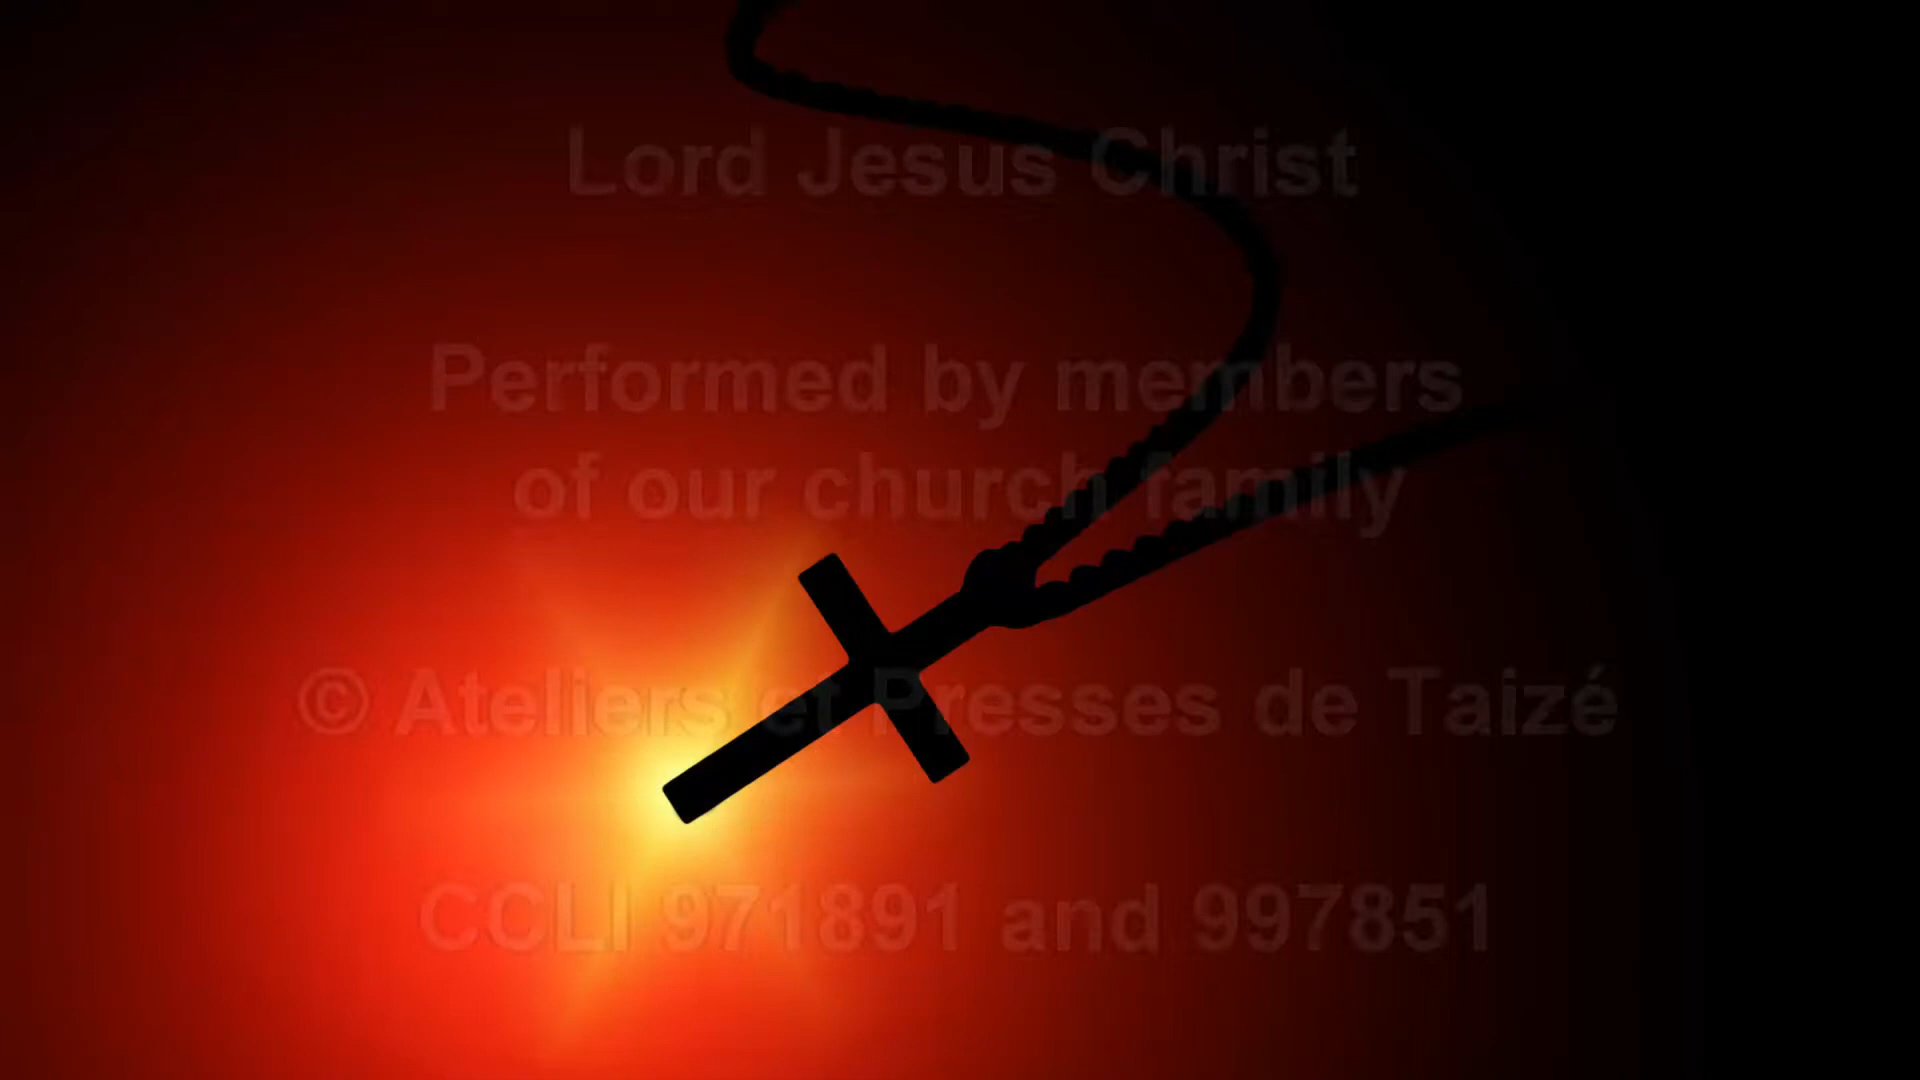 Lord Jesus Christ
Performed by members
of our church family
© Ateliers et Presses de Taizé
CCLI 971891 and 997851